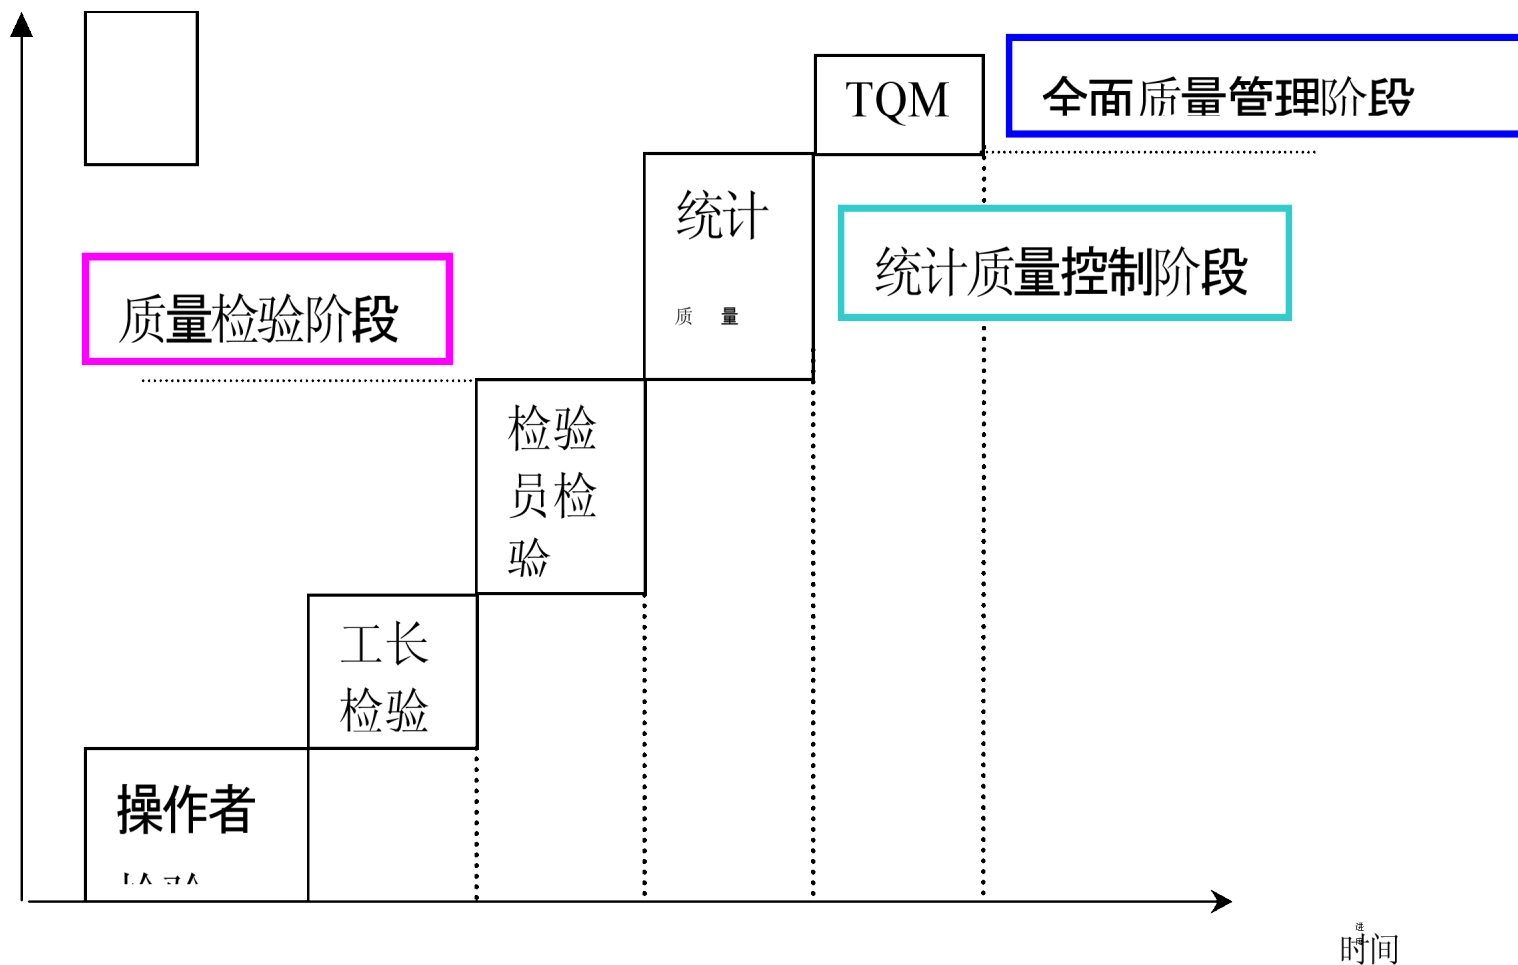 TQM
全面质量管理阶段
统计
质 量
统计质量控制阶段
质量检验阶段
检验
员检
验
工长
检验
操作者
检验
时间